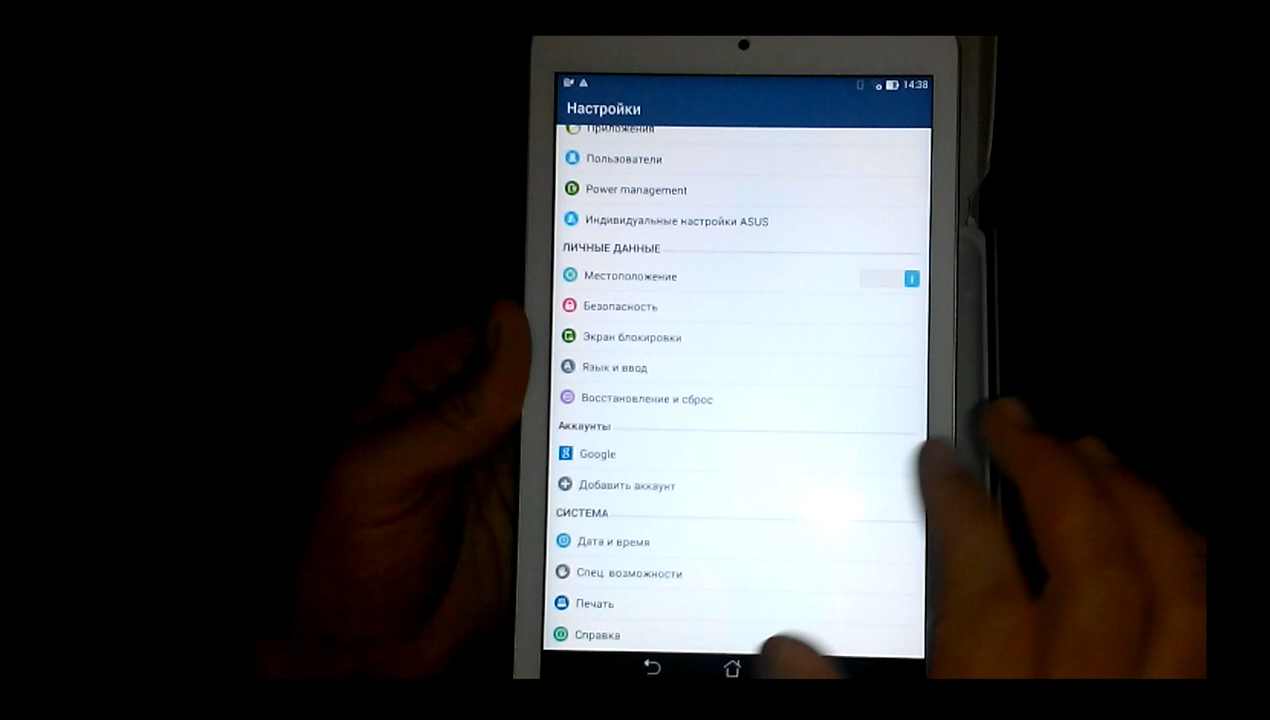 14:38
Настройки
Приложения
Пользователи
Power management
Индивидуальные настройки ASUS
ЛИЧНЫЕ ДАННЫЕ
Местоположение
Безопасность
Экран блокировки
Язык и ввод
Восстановление и сброс
Аккаунты
Google
Добавить аккаунт
СИСТЕМА
Дата и время
Спец. возможности
Печать
Справка